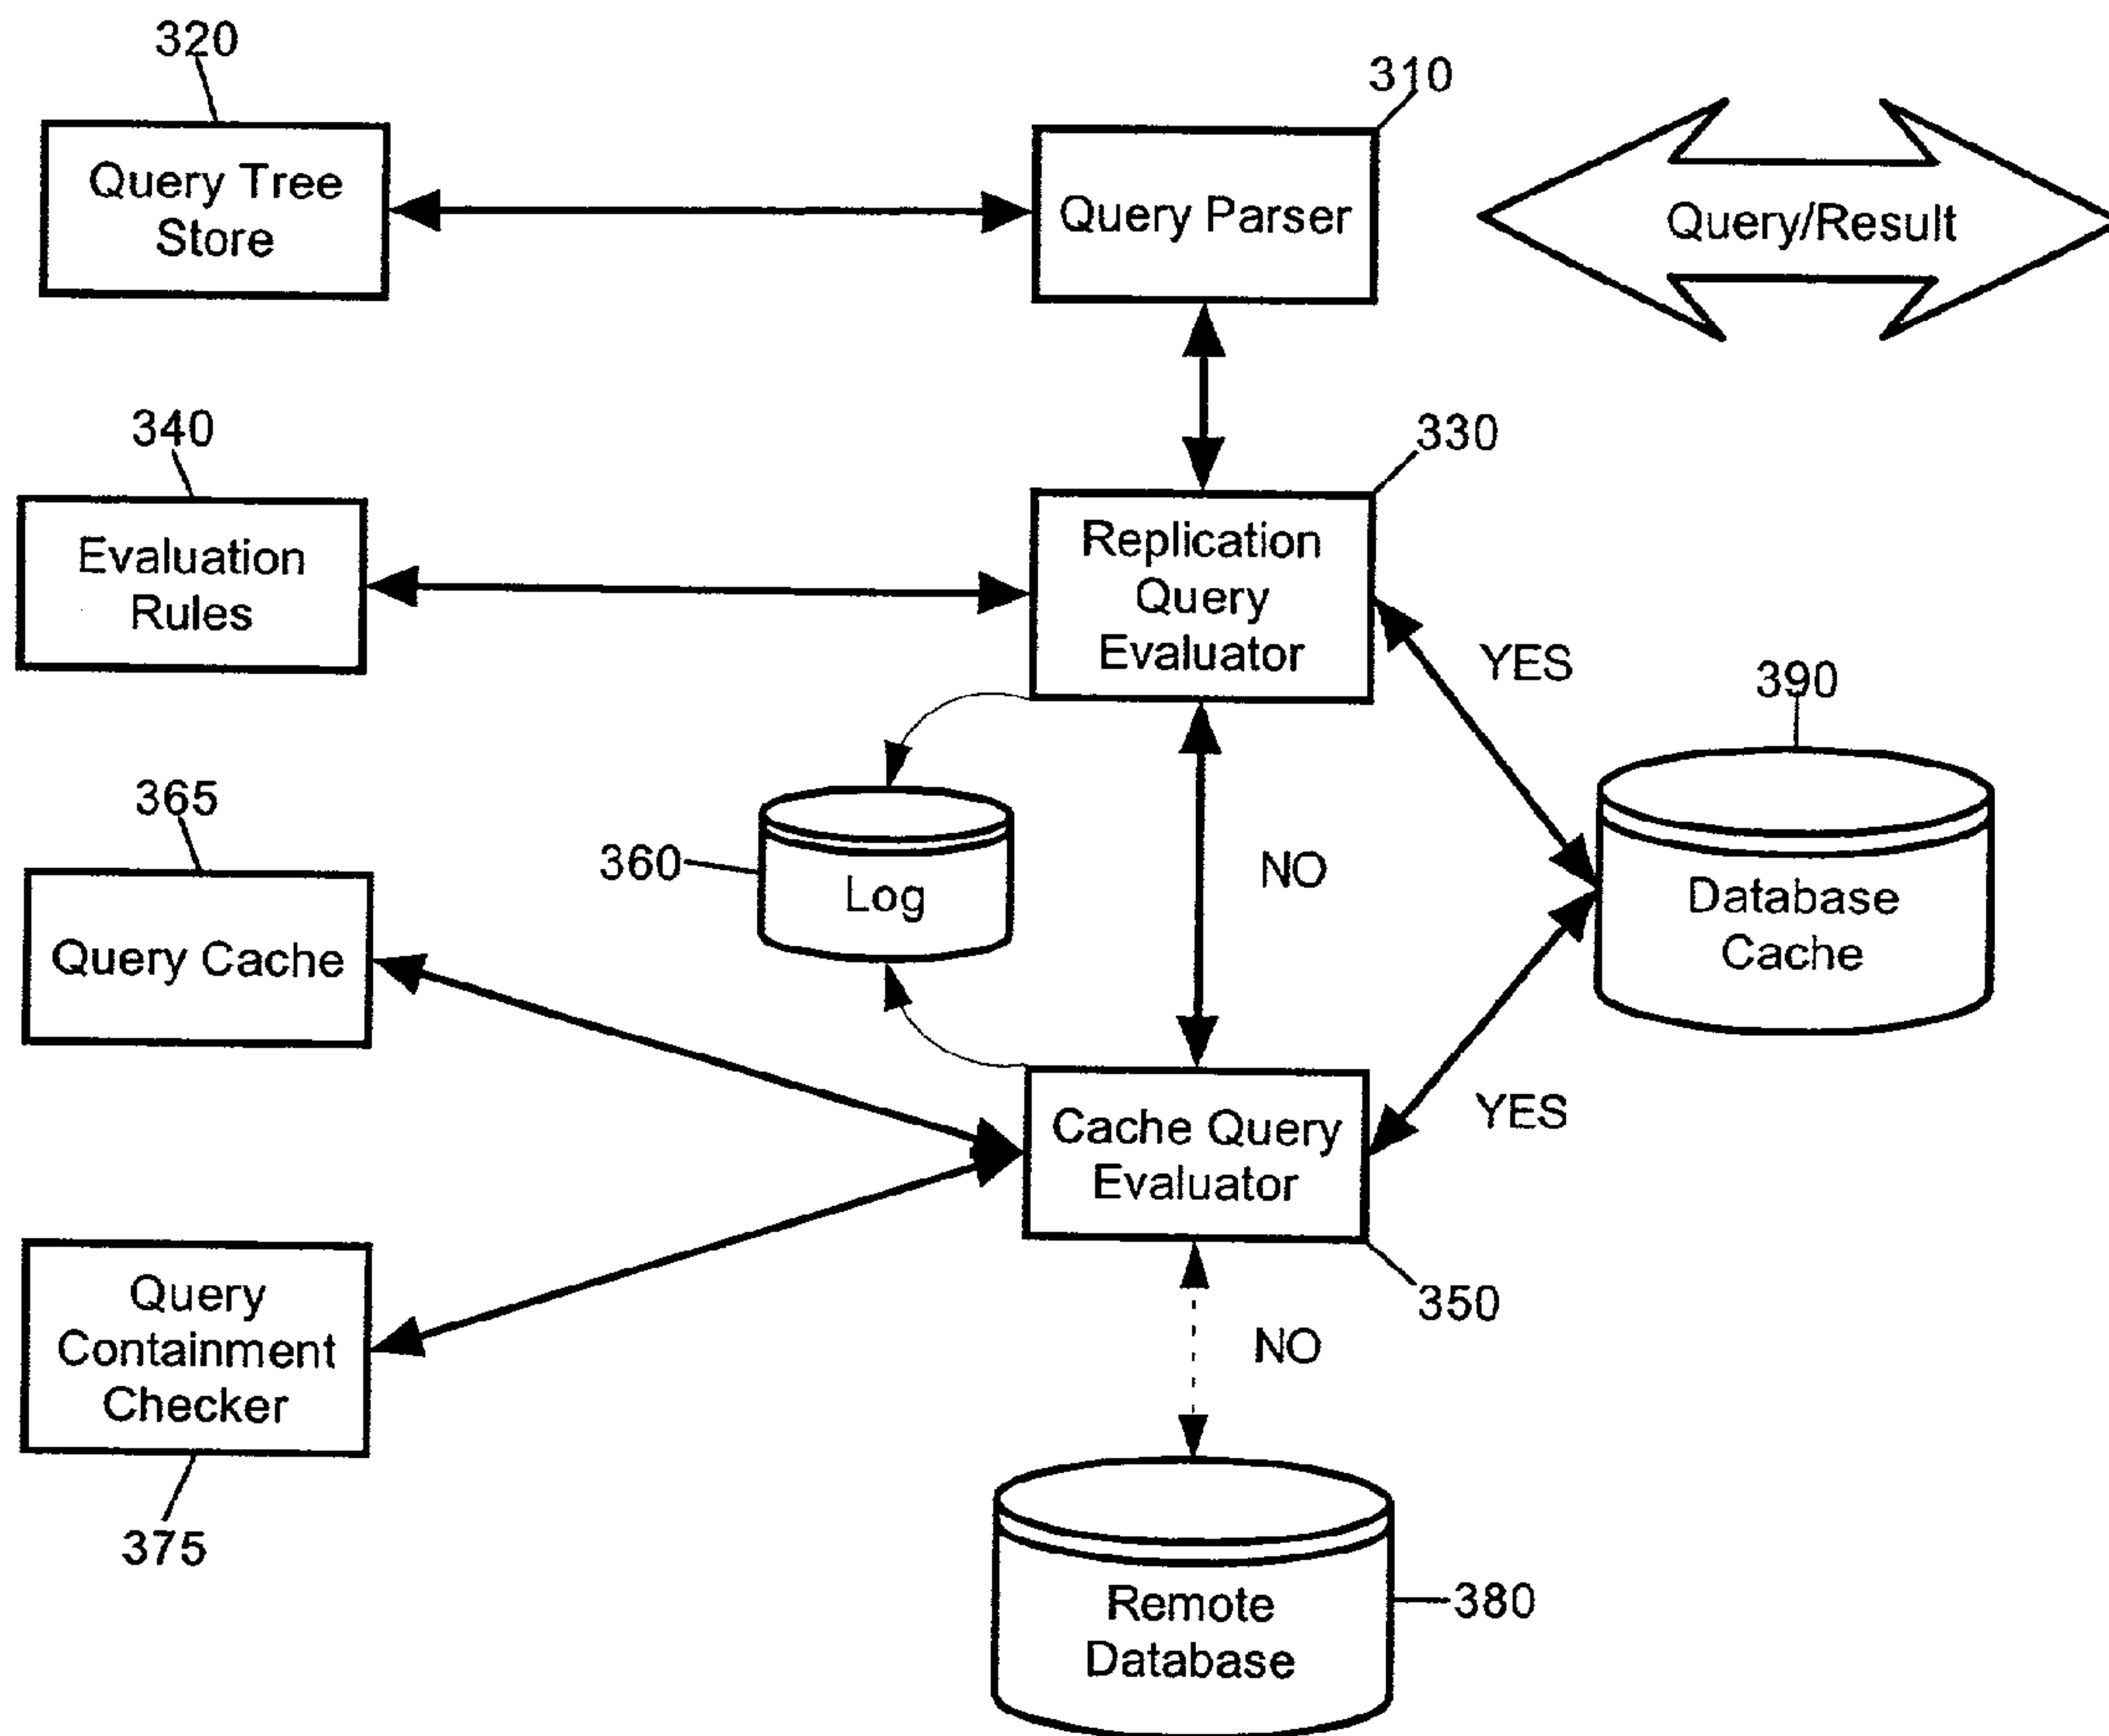 320
310
Query Tree
Store
Query Parser
Query/Result
340
330
Evaluation
Rules
Replication
Query
Evaluator
YES
390
365
360
Log
NO
Database
Cache
Query Cache
Cache Query
Evaluator
YES
350
Query
Containment
Checker
NO
375
Remote
Database
380